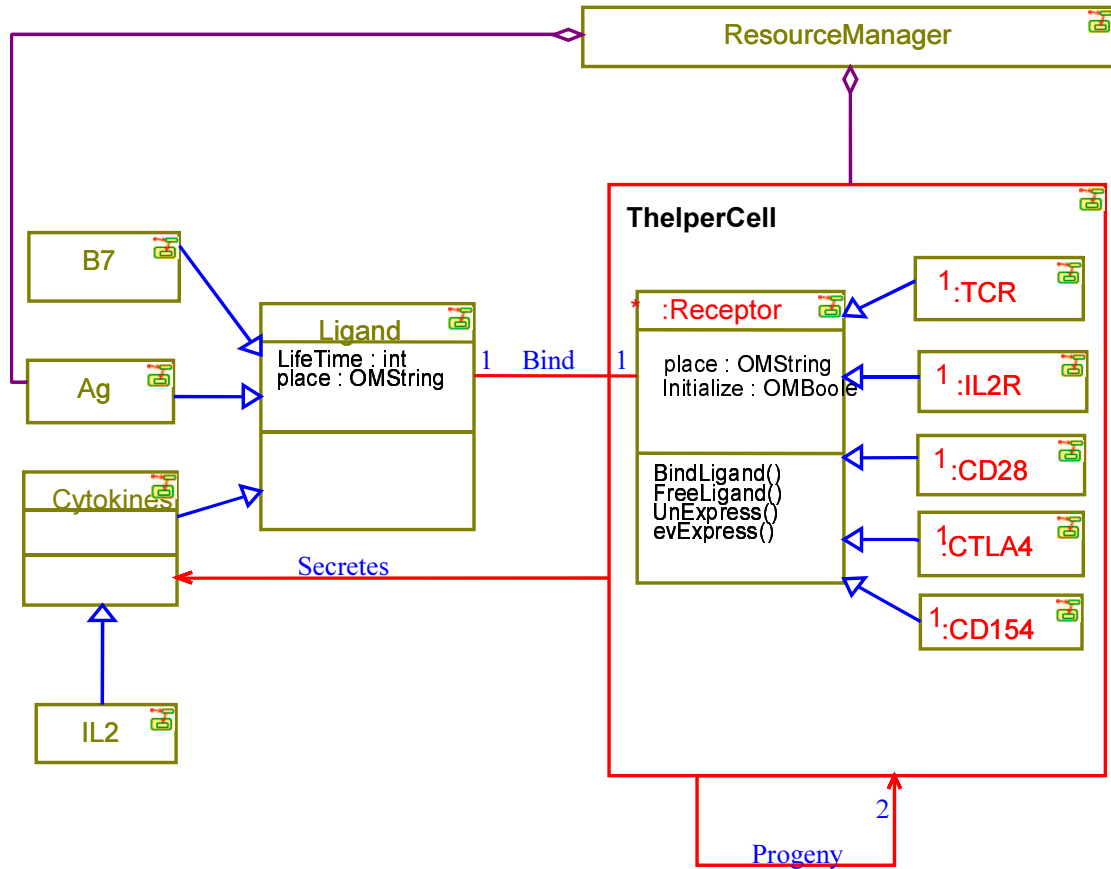 ResourceManager
ThelperCell
B7
1:TCR
* :Receptor
Ligand
LifeTime : int
place : OMString
1 Bind 1
place : OMString
Initialize : OMBoole
1:IL2R
Ag
1:CD28
BindLigand()
FreeLigand()
UnExpress()
evExpress()
Cytokines
1:CTLA4
Secretes
1:CD154
IL2
2
Progeny